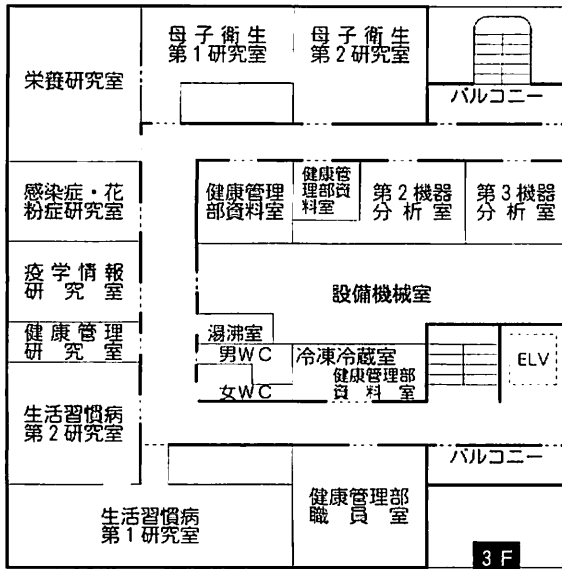 母子衛生
第1研究室
母子衛生
第2研究室
栄養研究室
バルコニー
感染症・花
粉症研究室
健康管理
部資料室
健康管
理部資
料室
第2機器
分析室
第3機器
分析室
疫学情報
研究室
設備機械室
健康管理
研究室
湯沸室
男WC
冷凍冷蔵室
ELV
健康管理部
資料室
女WC
生活習慣病
第2研究室
バルコニー
生活習慣病
第1研究室
健康管理部
職員室
3F